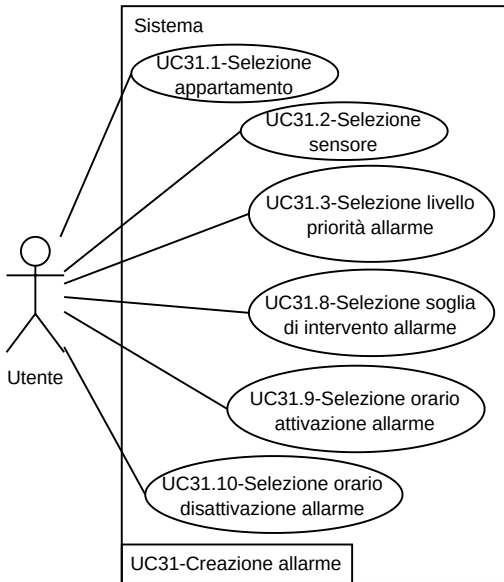 Sistema
UC31.1-Selezione
appartamento
UC31.2-Selezione
sensore
UC31.3-Selezione livello
priorità allarme
UC31.8-Selezione soglia
di intervento allarme
Utente
UC31.9-Selezione orario
attivazione allarme
UC31.10-Selezione orario
disattivazione allarme
UC31-Creazione allarme